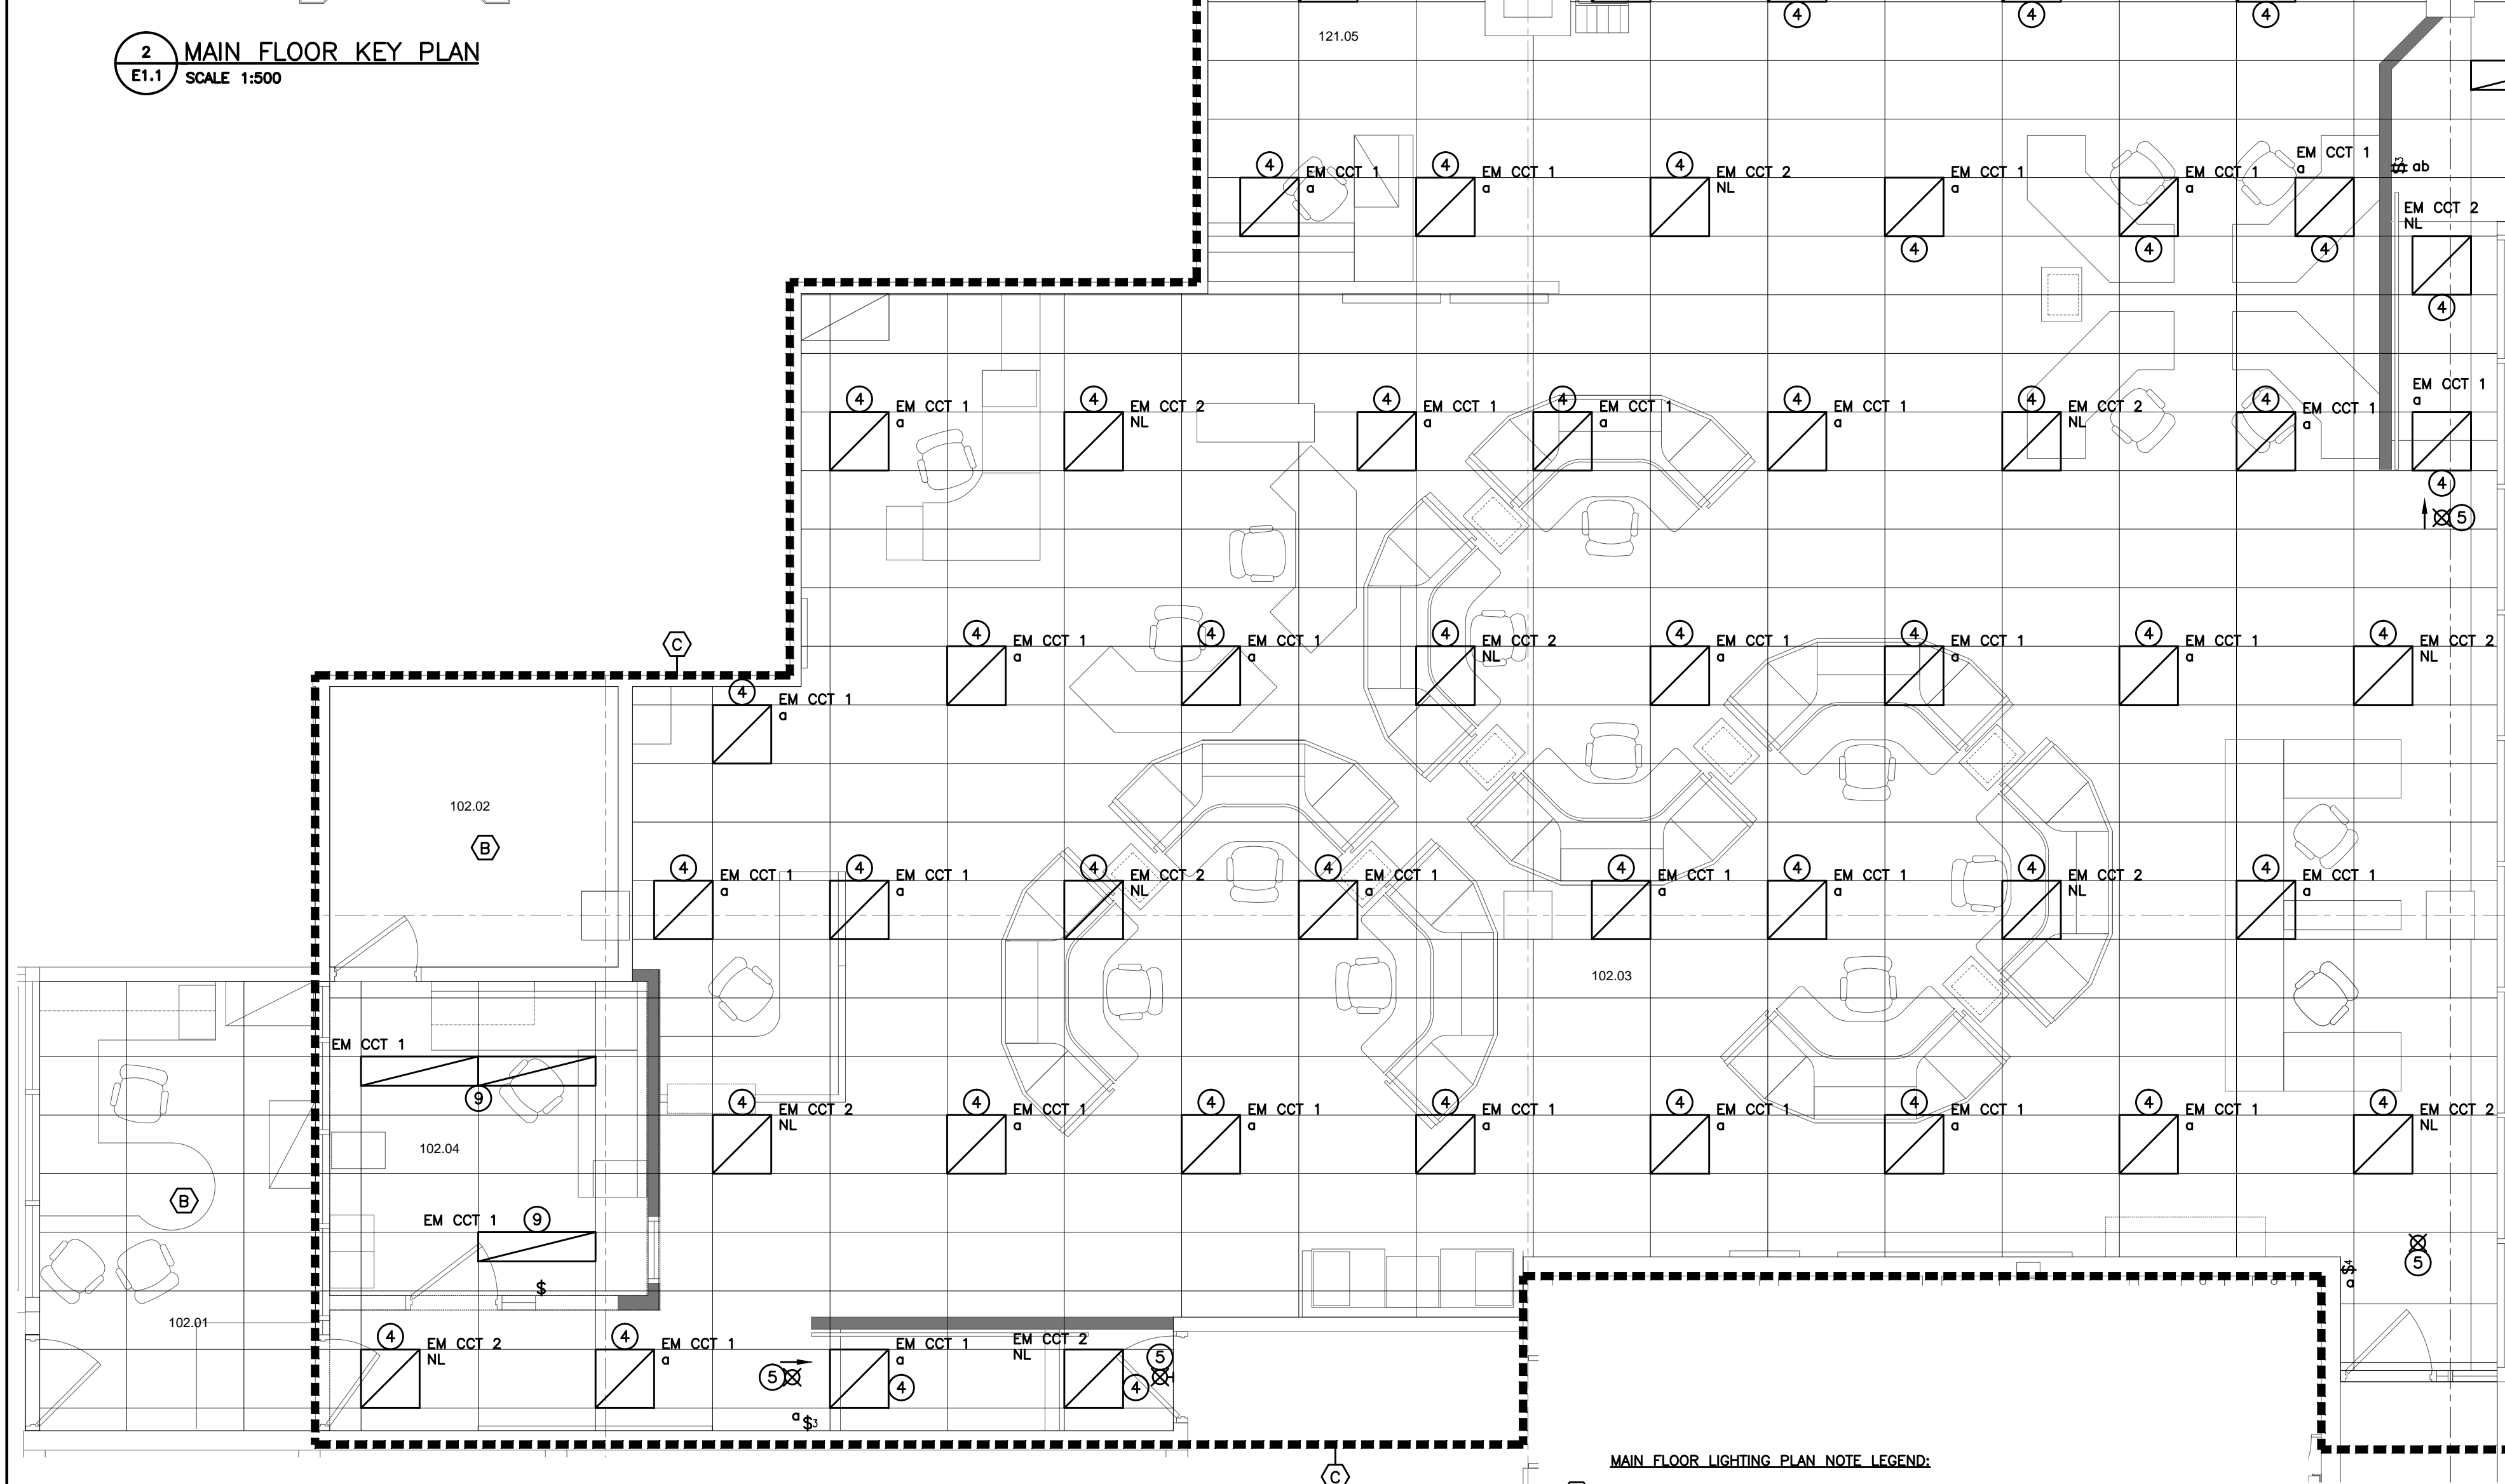 4 4 4
121.05
2 MAIN FLOOR KEY PLAN
E1.1 SCALE 1:500
4 EM CCT 1
a
4 EM CCT 1
a
4 EM CCT 2
NL
EM CCT 1
a
4
EM CCT 1
a
4
EM CCT 1
a
4
$3 ab
EM CCT 2
NL
4
4 EM CCT 1
a
4 EM CCT 2
NL
4 EM CCT 1
a
4 EM CCT 1
a
4 EM CCT 1
a
4 EM CCT 2
NL
4 EM CCT 1
a
EM CCT 1
a
4
5
C
4 EM CCT 1
a
4 EM CCT 1
a
4 EM CCT 1
a
4 EM CCT 2
NL
4 EM CCT 1
a
4 EM CCT 1
a
4 EM CCT 1
a
4 EM CCT 2
NL
102.02
B
4 EM CCT 1
a
4 EM CCT 1
a
4 EM CCT 2
NL
4 EM CCT 1
a
4 EM CCT 1
a
4 EM CCT 1
a
4 EM CCT 2
NL
4 EM CCT 1
a
102.03
EM CCT 1
9
102.04
4 EM CCT 2
NL
4 EM CCT 1
a
4 EM CCT 1
a
4 EM CCT 1
a
4 EM CCT 1
a
4 EM CCT 1
a
4 EM CCT 1
a
4 EM CCT 2
NL
B
EM CCT 1 9
$
5
$4
a
102.01
4 EM CCT 2
NL
4 EM CCT 1
a
5
EM CCT 1
a
4
EM CCT 2
NL
4
5
a $3
C
MAIN FLOOR LIGHTING PLAN NOTE LEGEND: